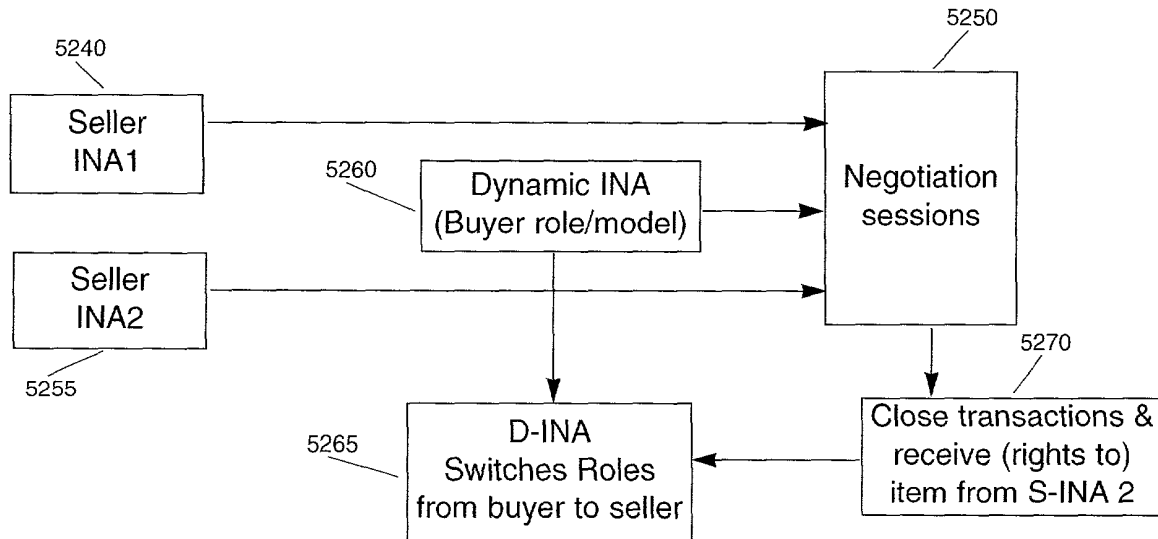 5240
Seller
INA1
5250
Negotiation
sessions
5260
Dynamic INA
(Buyer role/model)
Seller
INA2
5255
5265
D-INA
Switches Roles
from buyer to seller
5270
Close transactions &
receive (rights to)
item from S-INA 2